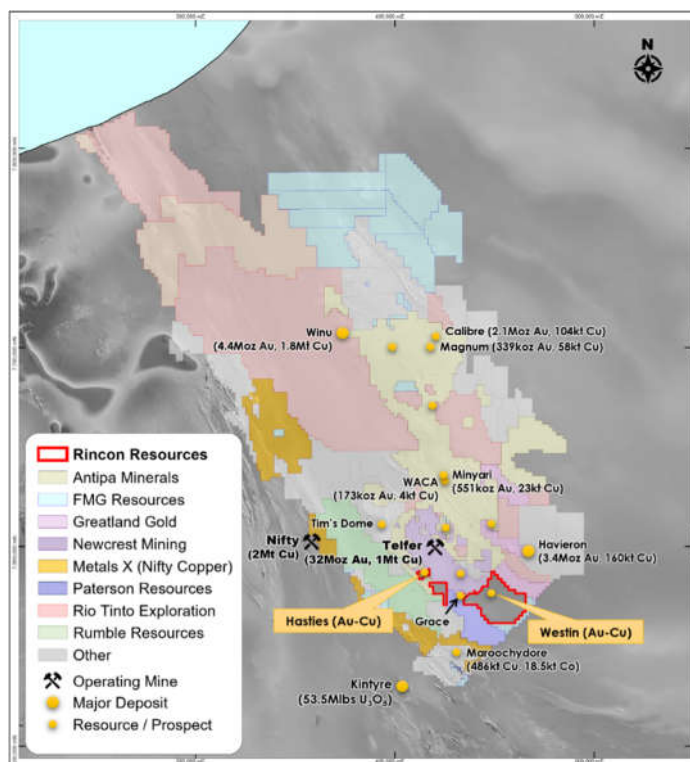 N
Winu
(4.4Moz Au, 1.8Mt Cu)
Calibre (2.1Moz Au, 104kt Cu)
Magnum (339koz Au, 58kt Cu)
Minyari
(551koz Au, 23kt Cu)
WACA
(173koz Au, 4kt Cu)
Tim's Dome
Nifty
(2Mt Cu)
Telfer
(32Moz Au, 1Mt Cu)
Havieron
(3.4Moz Au, 160kt Cu)
Hasties (Au-Cu)
Grace
Westin (Au-Cu)
Maroochydore
(486kt Cu, 18.5kt Co)
Kintyre
(53.5Mlbs U₃O₈)
Rincon Resources
Antipa Minerals
FMG Resources
Greatland Gold
Newcrest Mining
Metals X (Nifty Copper)
Paterson Resources
Rio Tinto Exploration
Rumble Resources
Other
Operating Mine
Major Deposit
Resource / Prospect